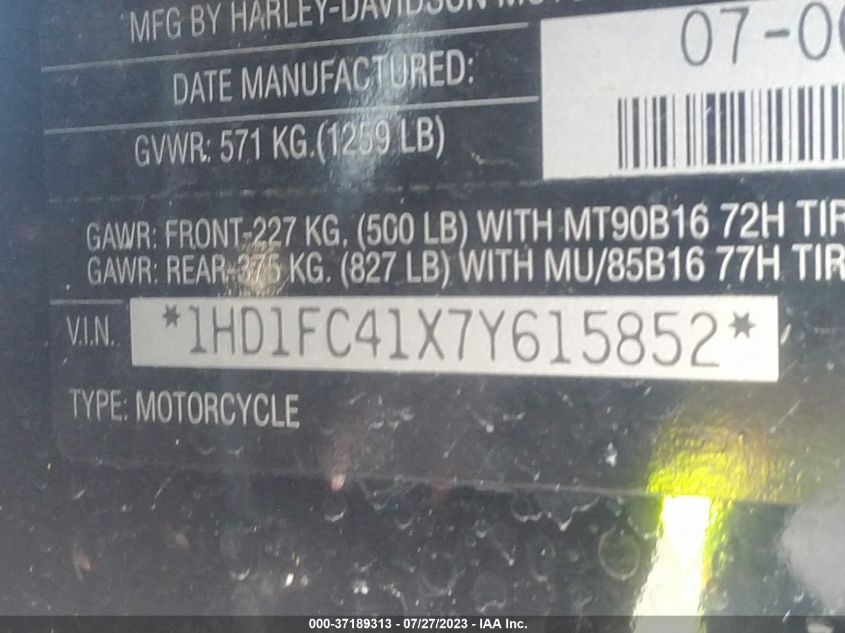 MFG BY HARLEY-DAVIDSON
07-0
DATE MANUFACTURED:
GVWR: 571 KG.(1259 LB)
GAWR: FRONT-227 KG. (500 LB) WITH MT90B16 72H TIR
GAWR: REAR-375 KG. (827 LB) WITH MU/85B16 77H TIR
V.I.N. *1HD1FC41X7Y615852*
TYPE: MOTORCYCLE
000-37189313 - 07/27/2023 - IAA Inc.